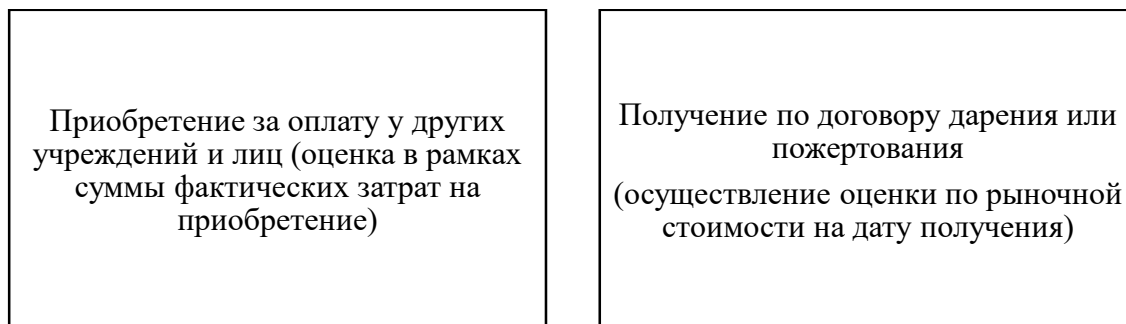 Приобретение за оплату у других
учреждений и лиц (оценка в рамках
суммы фактических затрат на
приобретение)
Получение по договору дарения или
пожертования
(осуществление оценки по рыночной
стоимости на дату получения)